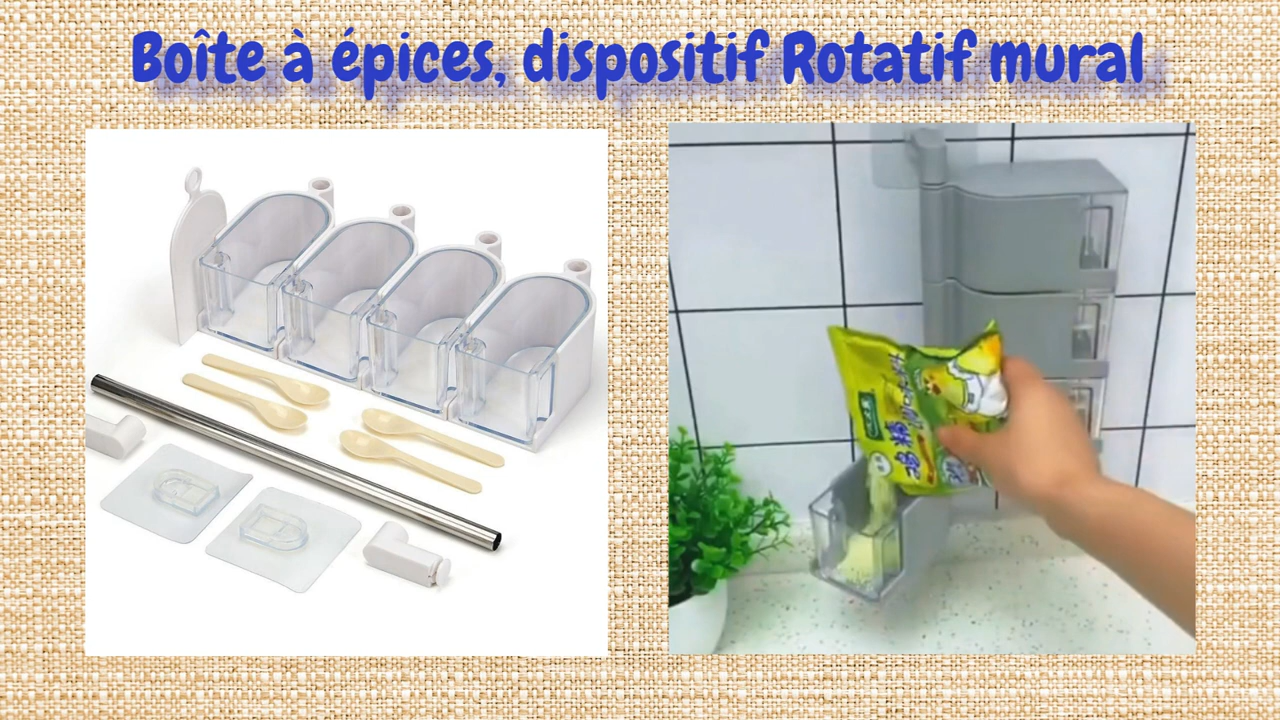 Boîte à épices, dispositif Rotatif mural